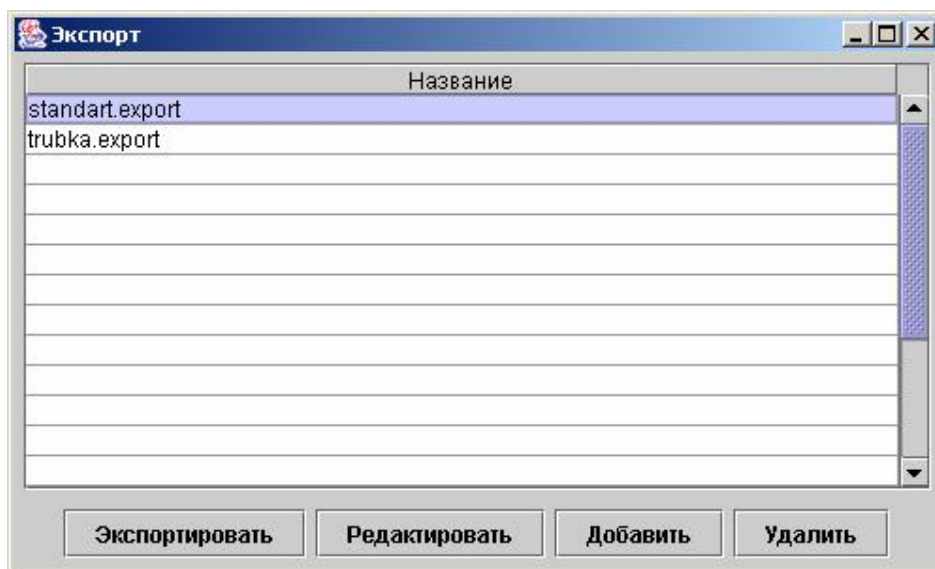 Экспорт
Название
standart.export
trubka.export
Экспортировать Редактировать Добавить Удалить